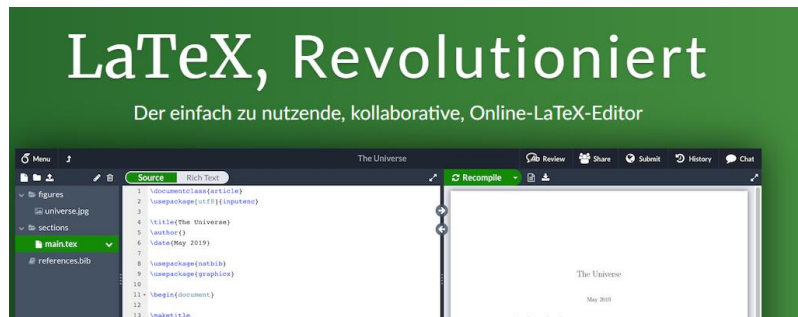 LaTeX, Revolutioniert
Der einfach zu nutzende, kollaborative, Online-LaTeX-Editor
Menu The Universe Review Share Submit History Chat
Source Rich Text Recompile
figures
universe.jpg
sections
main.tex
references.bib
1 \documentclass{article}
2 \usepackage[utf8]{inputenc}
3
4 \title{The Universe}
5 \author{}
6 \date{May 2019}
7
8 \usepackage{natbib}
9 \usepackage{graphicx}
10
11 \begin{document}
12
13 \maketitle
The Universe
May 2019